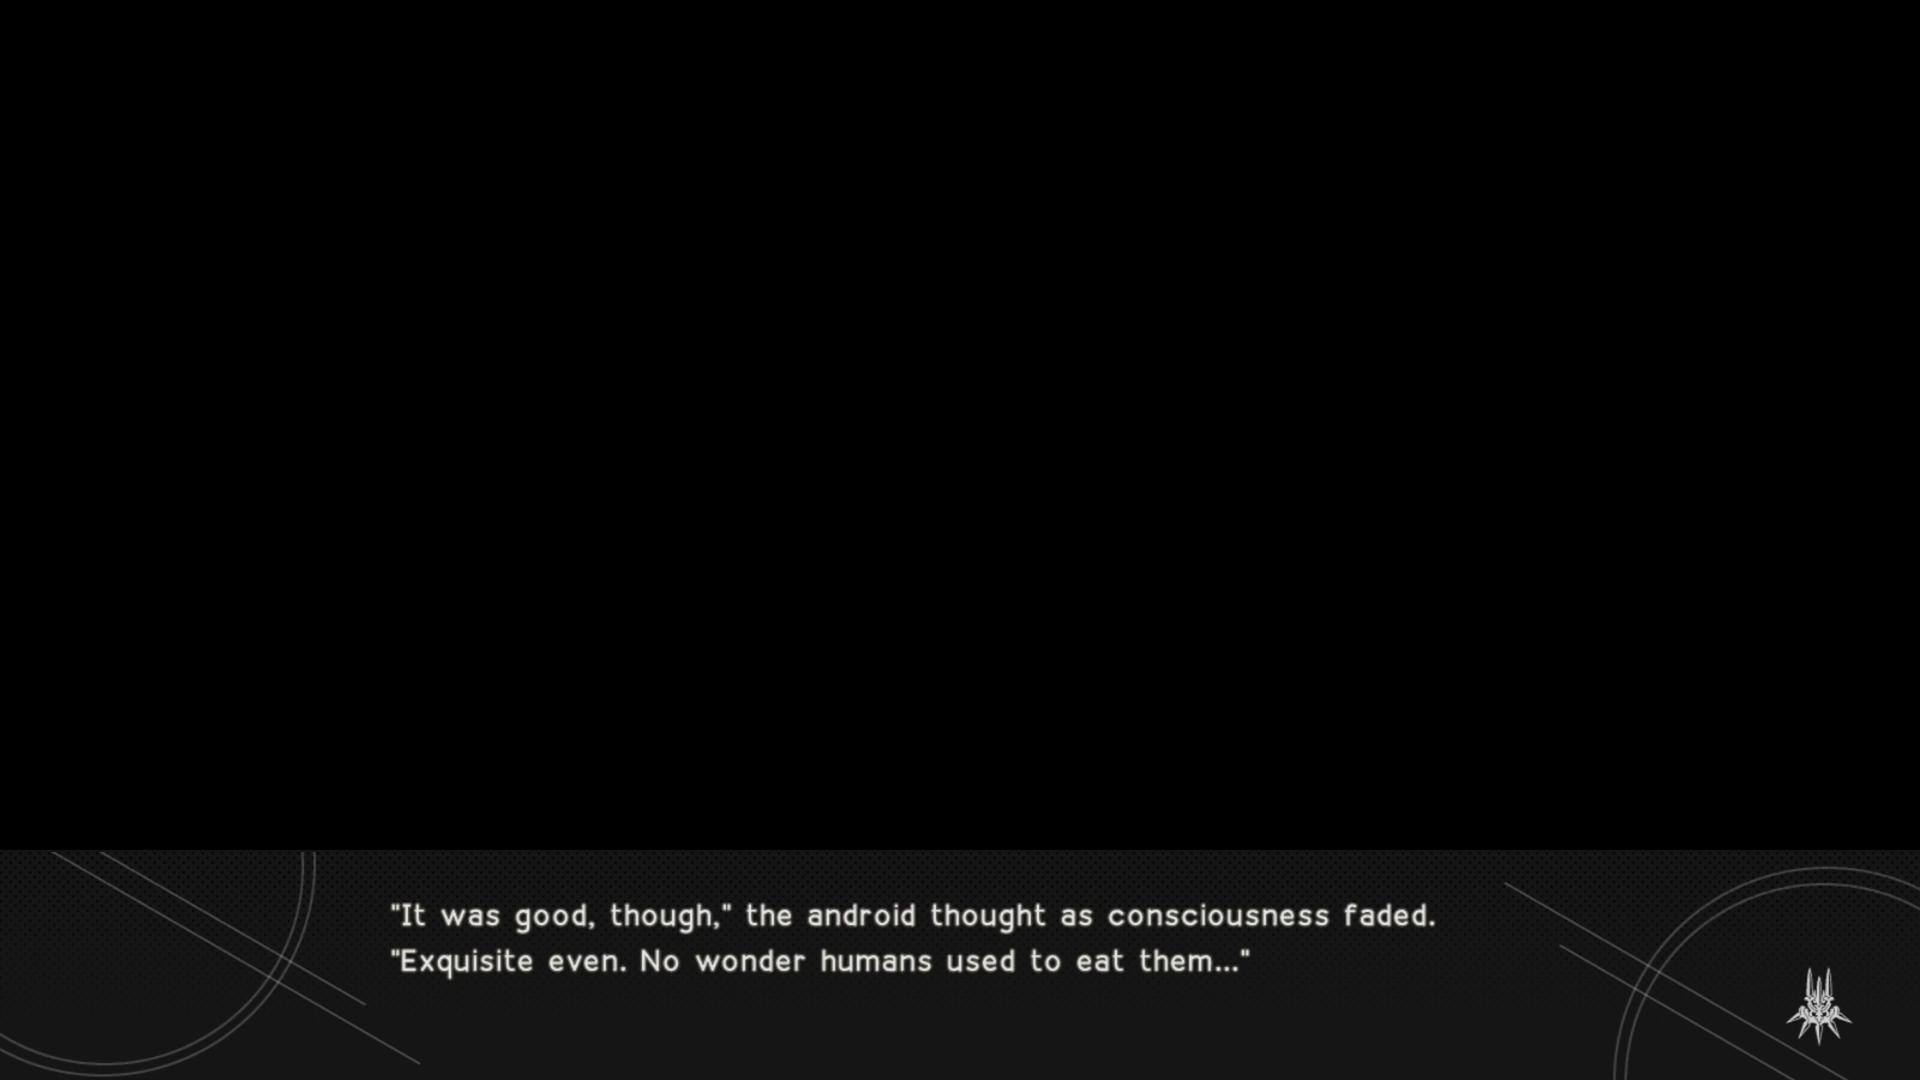 "It was good, though," the android thought as consciousness faded.
"Exquisite even. No wonder humans used to eat them..."